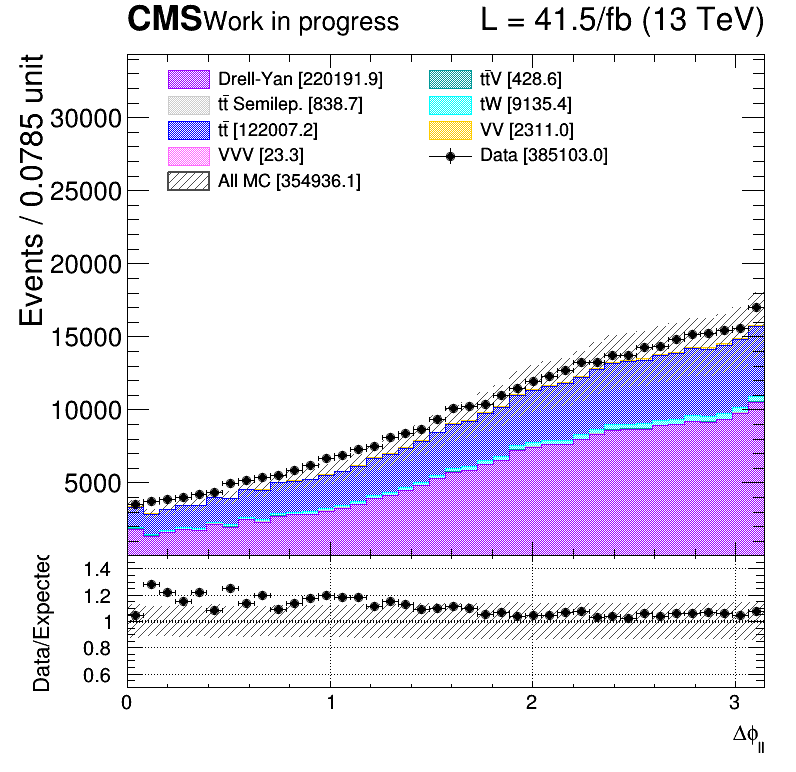 CMS Work in progress L = 41.5/fb (13 TeV)
Drell-Yan [220191.9]
tt̄V [428.6]
tt̄ Semilep. [838.7]
tW [9135.4]
tt̄ [122007.2]
VV [2311.0]
VVV [23.3]
Data [385103.0]
All MC [354936.1]
Events / 0.0785 unit
30000
25000
20000
15000
10000
5000
Data/Expected
1.4
1.2
1
0.8
0.6
0 1 2 3
Δϕ_ll